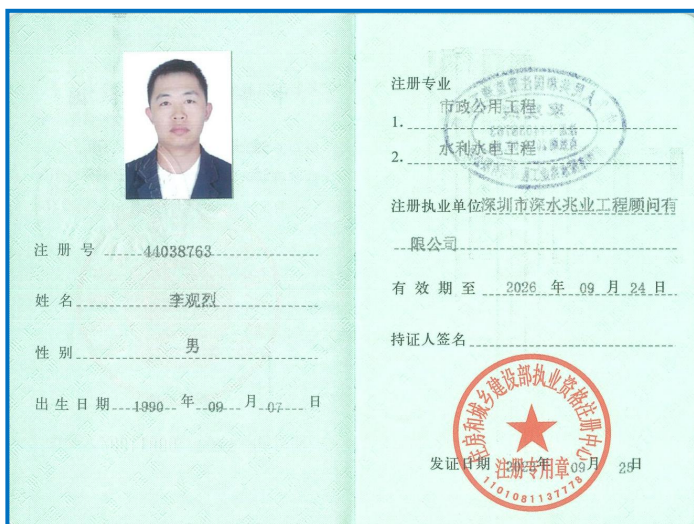 注册号 44038763
姓名 李观烈
性别 男
出生日期 1990 年 09 月 07 日
注册专业
1. 市政公用工程
2. 水利水电工程
注册执业单位 深圳市深水兆业工程顾问有
限公司
有效期至 2026 年 09 月 24 日
持证人签名
住房和城乡建设部执业资格注册中心
注册专用章
1101081137778
发证日期 年 09 月 25 日